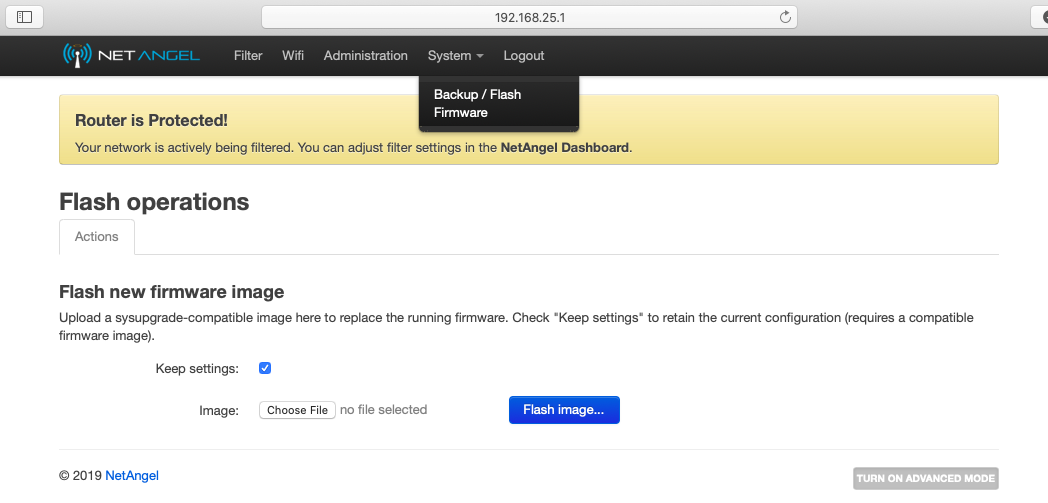 192.168.25.1
NETANGEL Filter Wifi Administration System Logout
Backup / Flash
Firmware
Router is Protected!
Your network is actively being filtered. You can adjust filter settings in the NetAngel Dashboard.
Flash operations
Actions
Flash new firmware image
Upload a sysupgrade-compatible image here to replace the running firmware. Check "Keep settings" to retain the current configuration (requires a compatible
firmware image).
Keep settings:
Image: Choose File no file selected Flash image...
© 2019 NetAngel TURN ON ADVANCED MODE